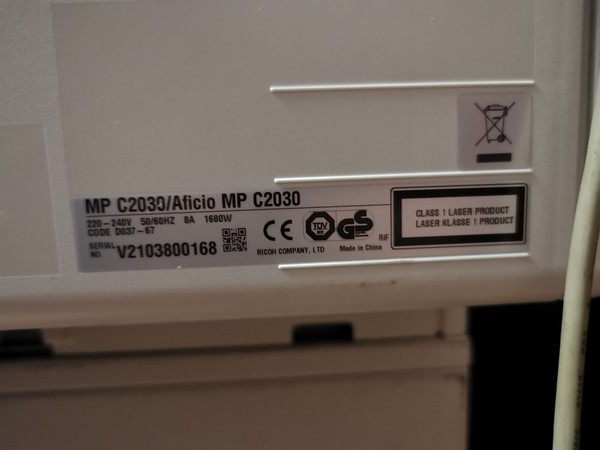 MP C2030/Aficio MP C2030
220-240V 50/60HZ 8A 1680W
CODE D037-67
SERIAL NO. V2103800168
CE
TÜV
GS
RICOH COMPANY, LTD
Made in China
RIF
CLASS 1 LASER PRODUCT
LASER KLASSE 1 PRODUCT